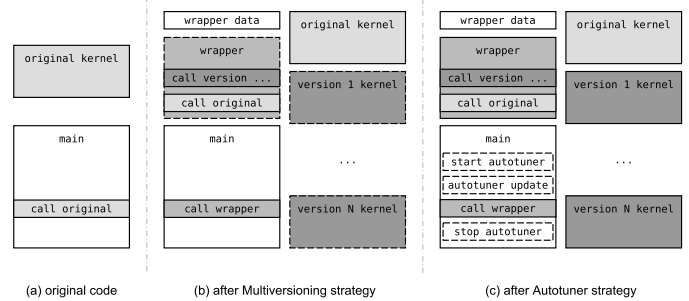 original kernel
main
call original
(a) original code
wrapper data
wrapper
call version ...
call original
main
call wrapper
original kernel
version 1 kernel
...
version N kernel
(b) after Multiversioning strategy
wrapper data
wrapper
call version ...
call original
main
start autotuner
autotuner update
call wrapper
stop autotuner
original kernel
version 1 kernel
...
version N kernel
(c) after Autotuner strategy